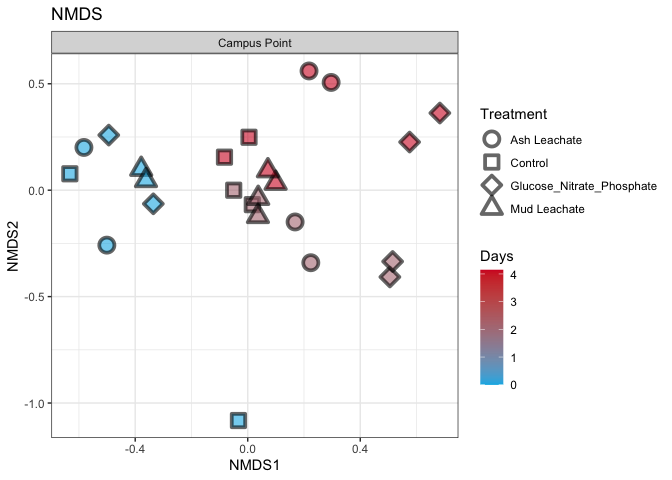 NMDS
Campus Point
0.5
0.0
-0.5
-1.0
NMDS2
-0.4
0.0
0.4
NMDS1
Treatment
Ash Leachate
Control
Glucose_Nitrate_Phosphate
Mud Leachate
Days
4
3
2
1
0